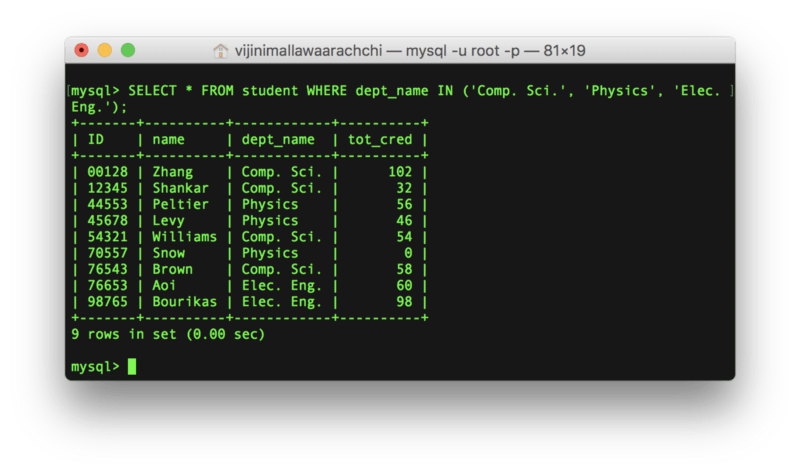 vijinimallawaarachchi — mysql -u root -p — 81×19
[mysql> SELECT * FROM student WHERE dept_name IN ('Comp. Sci.', 'Physics', 'Elec. ]
Eng.');
+-------+----------+------------+----------+
| ID    | name     | dept_name  | tot_cred |
+-------+----------+------------+----------+
| 00128 | Zhang    | Comp. Sci. |      102 |
| 12345 | Shankar  | Comp. Sci. |       32 |
| 44553 | Peltier  | Physics    |       56 |
| 45678 | Levy     | Physics    |       46 |
| 54321 | Williams | Comp. Sci. |       54 |
| 70557 | Snow     | Physics    |        0 |
| 76543 | Brown    | Comp. Sci. |       58 |
| 76653 | Aoi      | Elec. Eng. |       60 |
| 98765 | Bourikas | Elec. Eng. |       98 |
+-------+----------+------------+----------+
9 rows in set (0.00 sec)
mysql>